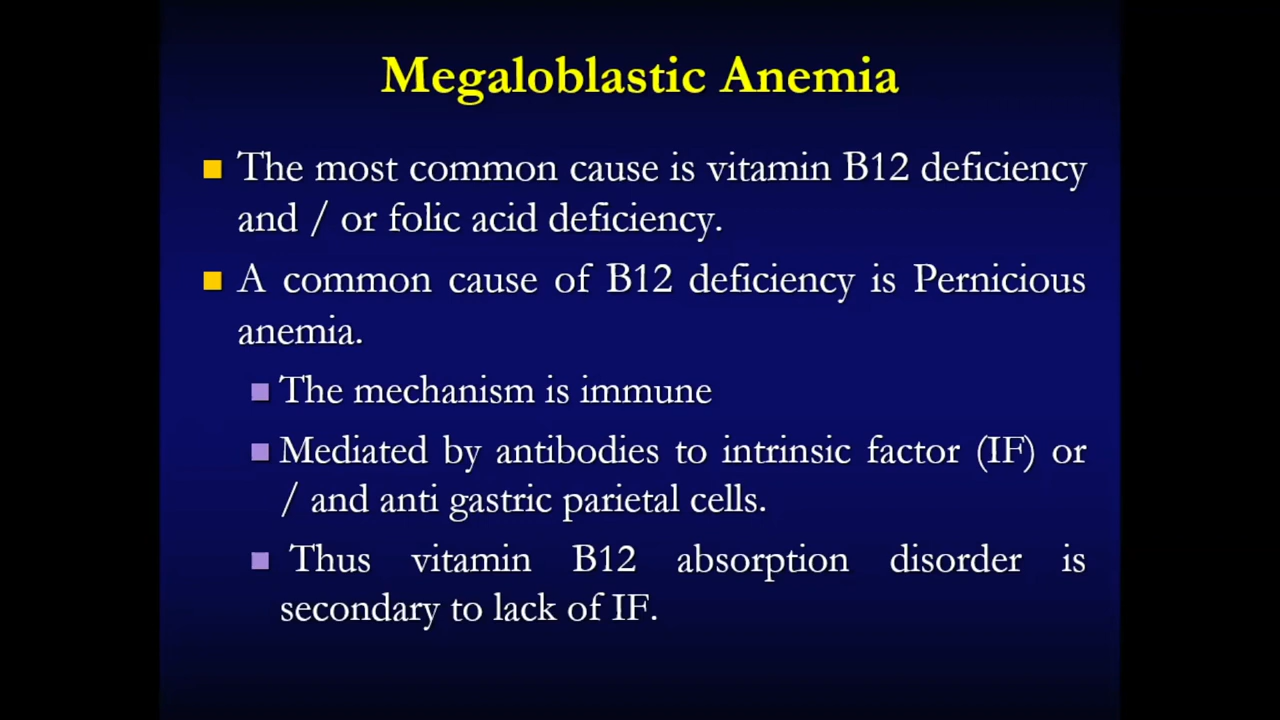 Megaloblastic Anemia
The most common cause is vitamin B12 deficiency
and / or folic acid deficiency.
A common cause of B12 deficiency is Pernicious
anemia.
The mechanism is immune
Mediated by antibodies to intrinsic factor (IF) or
/ and anti gastric parietal cells.
Thus vitamin B12 absorption disorder is
secondary to lack of IF.